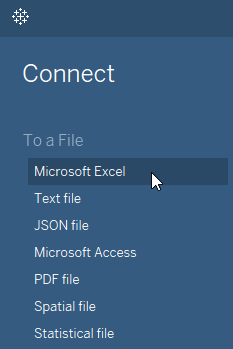 Connect
To a File
Microsoft Excel
Text file
JSON file
Microsoft Access
PDF file
Spatial file
Statistical file